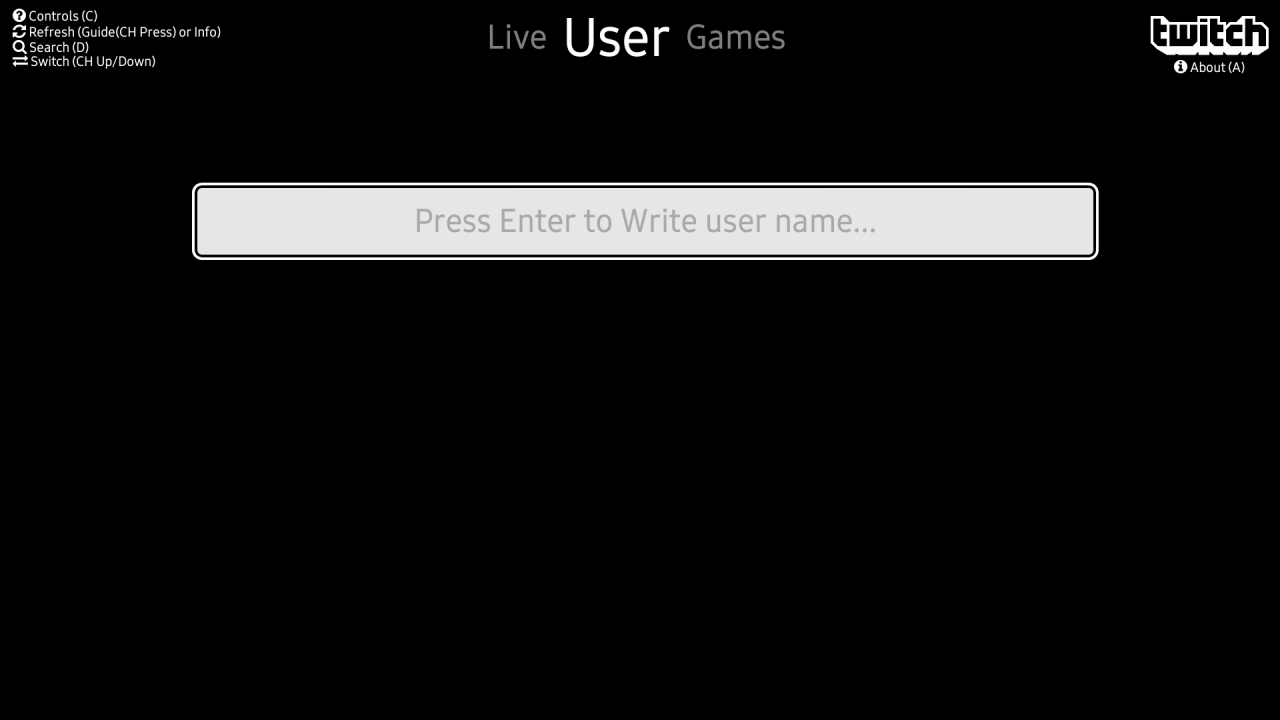 Controls (C)
Refresh (Guide(CH Press) or Info)
Search (D)
Switch (CH Up/Down)
Live User Games
twitch
About (A)
Press Enter to Write user name...